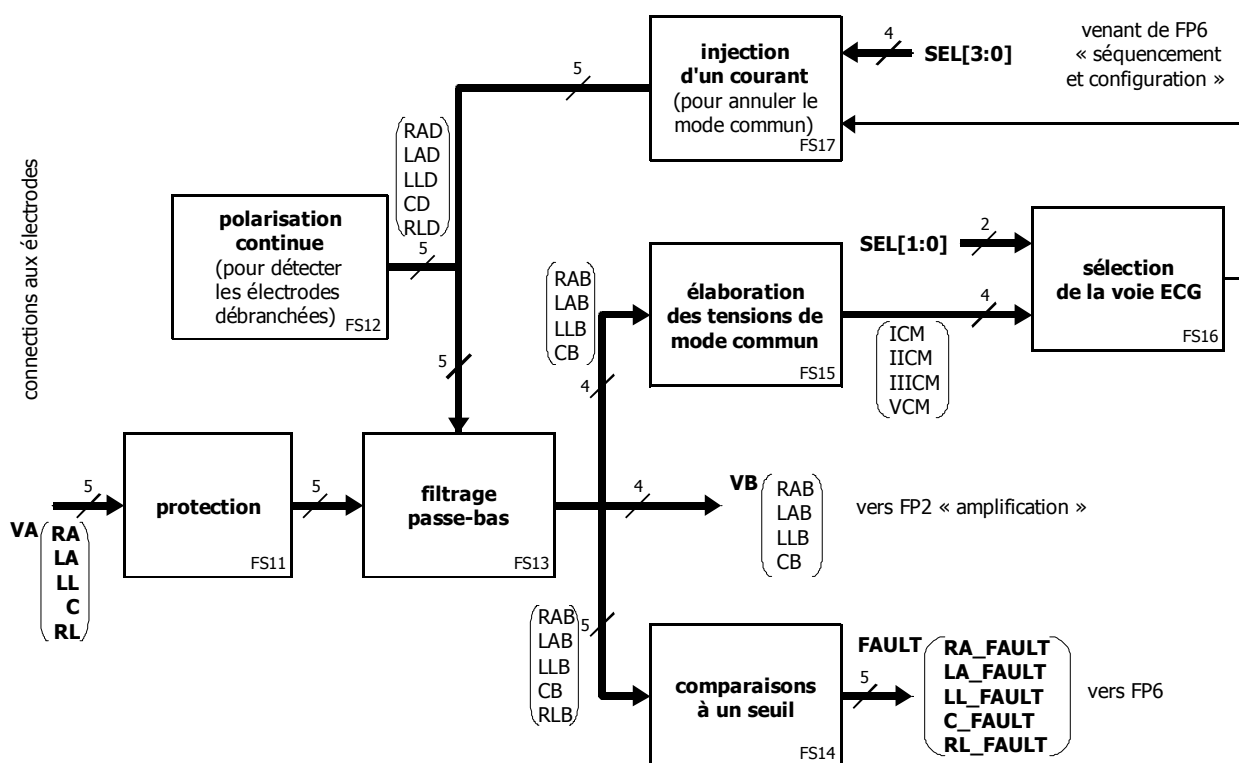 injection
d'un courant
(pour annuler le
mode commun)
FS17
5
4
SEL[3:0]
venant de FP6
« séquencement
et configuration »
connections aux électrodes
RAD
LAD
LLD
CD
RLD
polarisation
continue
(pour détecter
les électrodes
débranchées)
FS12
5
5
RAB
LAB
LLB
CB
4
élaboration
des tensions de
mode commun
FS15
SEL[1:0]
2
4
ICM
IICM
IIICM
VCM
sélection
de la voie ECG
FS16
VA
5
RA
LA
LL
C
RL
protection
FS11
5
filtrage
passe-bas
FS13
4
VB
RAB
LAB
LLB
CB
vers FP2 « amplification »
RAB
LAB
LLB
CB
RLB
5
comparaisons
à un seuil
FS14
FAULT
5
RA_FAULT
LA_FAULT
LL_FAULT
C_FAULT
RL_FAULT
vers FP6